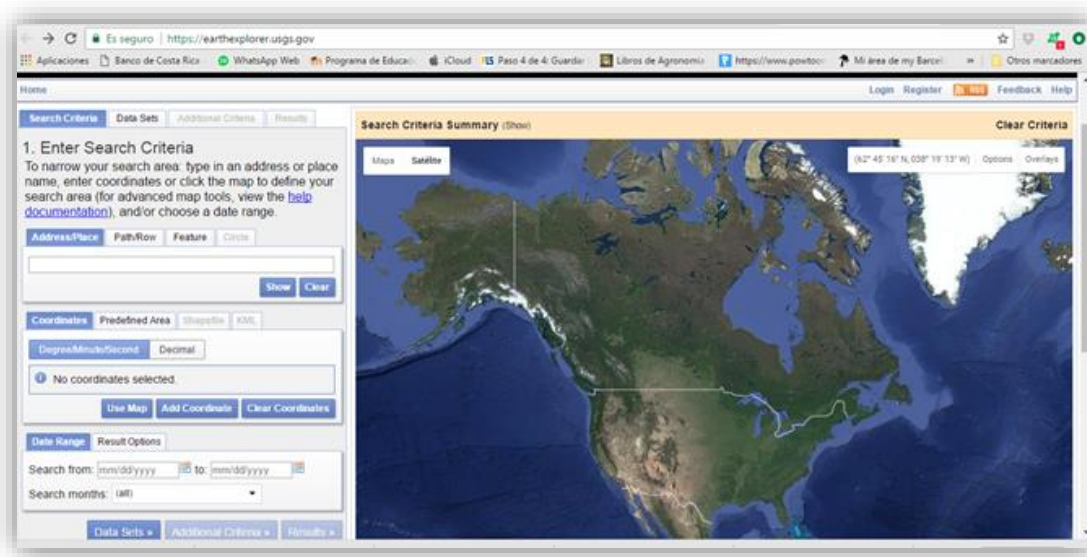 Es seguro | https://earthexplorer.usgs.gov
Aplicaciones Banco de Costa Rica WhatsApp Web Programa de Educac iCloud Paso 4 de 4: Guardar Libros de Agronomia https://www.powtoon Mi área de my Barcel » Otros marcadores
Home Login Register RSS Feedback Help
Search Criteria Data Sets Additional Criteria Results
1. Enter Search Criteria
To narrow your search area: type in an address or place
name, enter coordinates or click the map to define your
search area (for advanced map tools, view the help
documentation), and/or choose a date range.
Address/Place Path/Row Feature Circle
Show Clear
Coordinates Predefined Area Shapefile KML
Degree/Minute/Second Decimal
No coordinates selected.
Use Map Add Coordinate Clear Coordinates
Date Range Result Options
Search from: mm/dd/yyyy to: mm/dd/yyyy
Search months: (all)
Data Sets » Additional Criteria » Results »
Search Criteria Summary (Show) Clear Criteria
Mapa Satélite (62° 45' 16" N, 038° 19' 13" W) Options Overlays